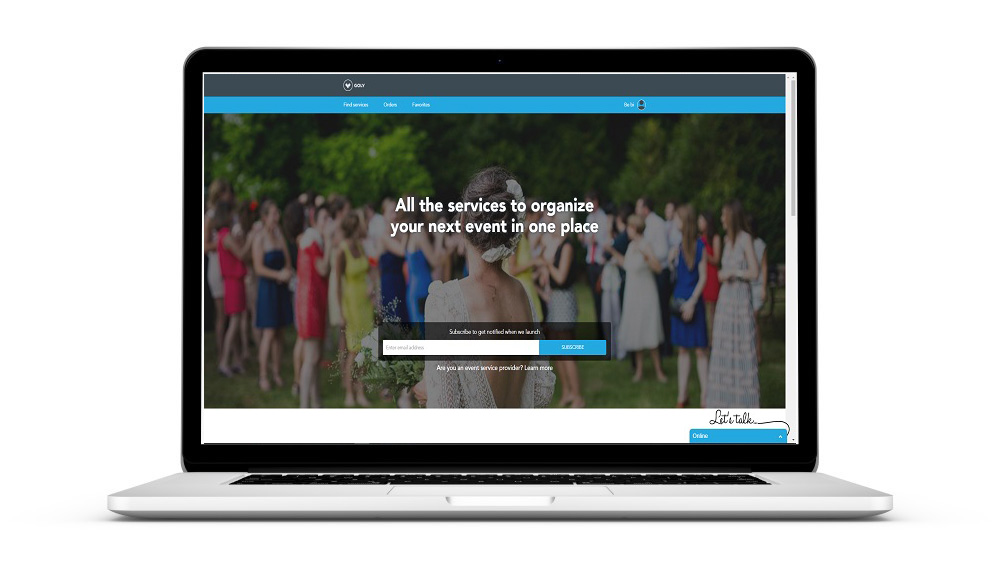 GOLY
Find services Orders Favorites Be bi
All the services to organize
your next event in one place
Subscribe to get notified when we launch
Enter email address SUBSCRIBE
Are you an event service provider? Learn more
Let's talk
Online